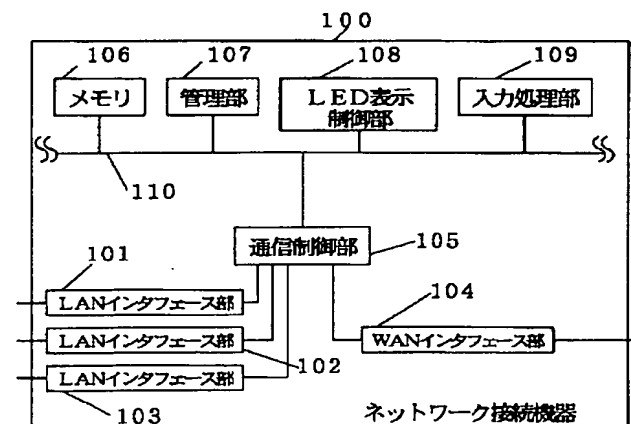 100
106 107 108 109
メモリ
管理部
LED表示
制御部
入力処理部
110
通信制御部
105
101
LANインタフェース部
104
LANインタフェース部
102
WANインタフェース部
LANインタフェース部
103
ネットワーク接続機器